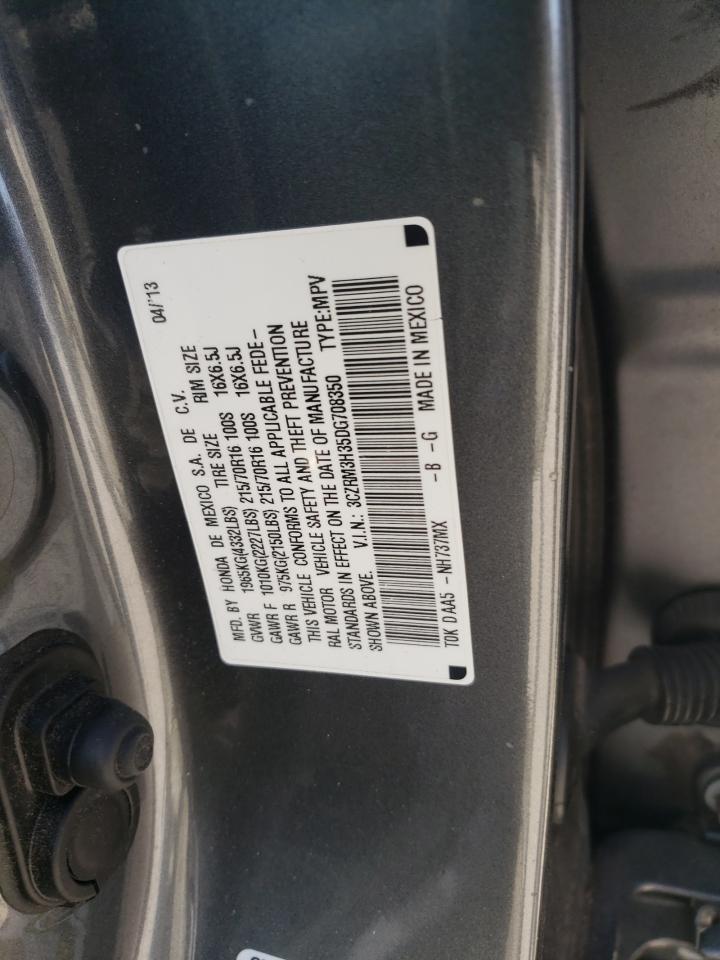 MFD. BY HONDA DE MEXICO S.A. DE C.V. 04/'13
GVWR 1965KG(4332LBS) TIRE SIZE RIM SIZE
GAWR F 1010KG(2227LBS) 215/70R16 100S 16X6.5J
GAWR R 975KG(2150LBS) 215/70R16 100S 16X6.5J
THIS VEHICLE CONFORMS TO ALL APPLICABLE FEDE-
RAL MOTOR VEHICLE SAFETY AND THEFT PREVENTION
STANDARDS IN EFFECT ON THE DATE OF MANUFACTURE
SHOWN ABOVE. V.I.N.: 3CZRM3H35DG708350 TYPE:MPV
T0K D AA5 -NH737MX -B -G MADE IN MEXICO